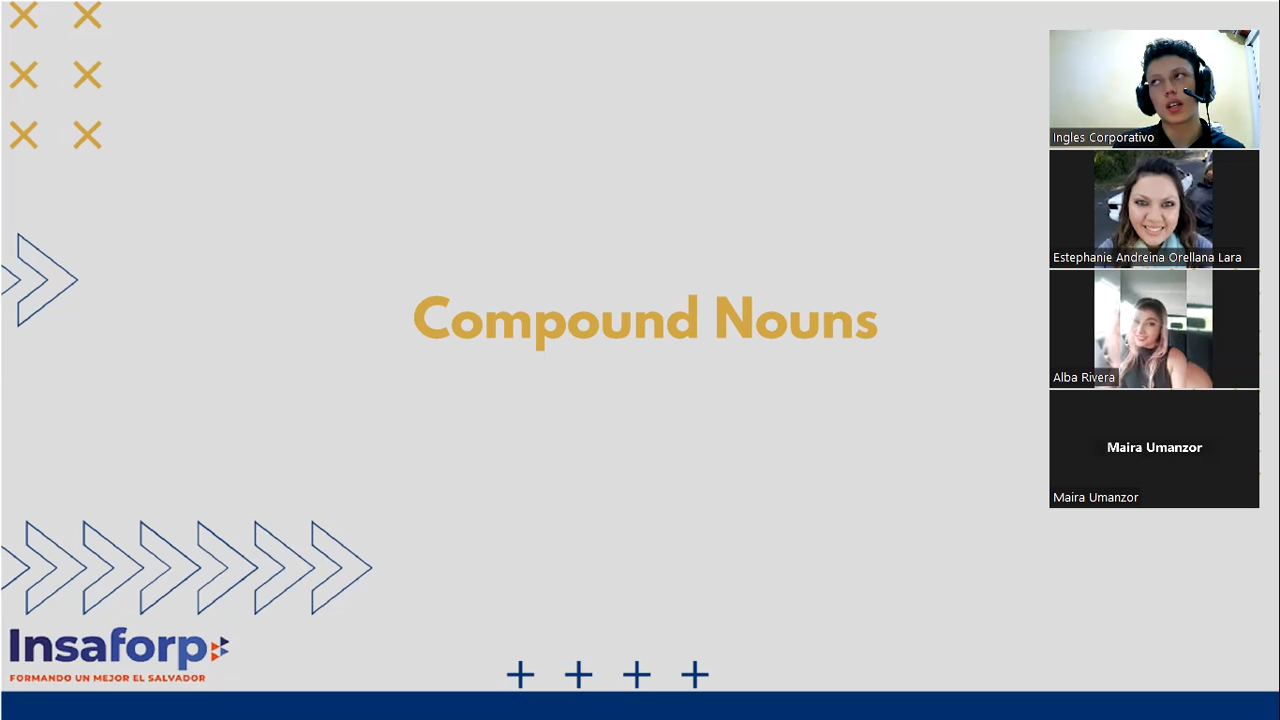 Compound Nouns
Ingles Corporativo
Estephanie Andreina Orellana Lara
Alba Rivera
Maira Umanzor
Maira Umanzor
Insaforp
FORMANDO UN MEJOR EL SALVADOR